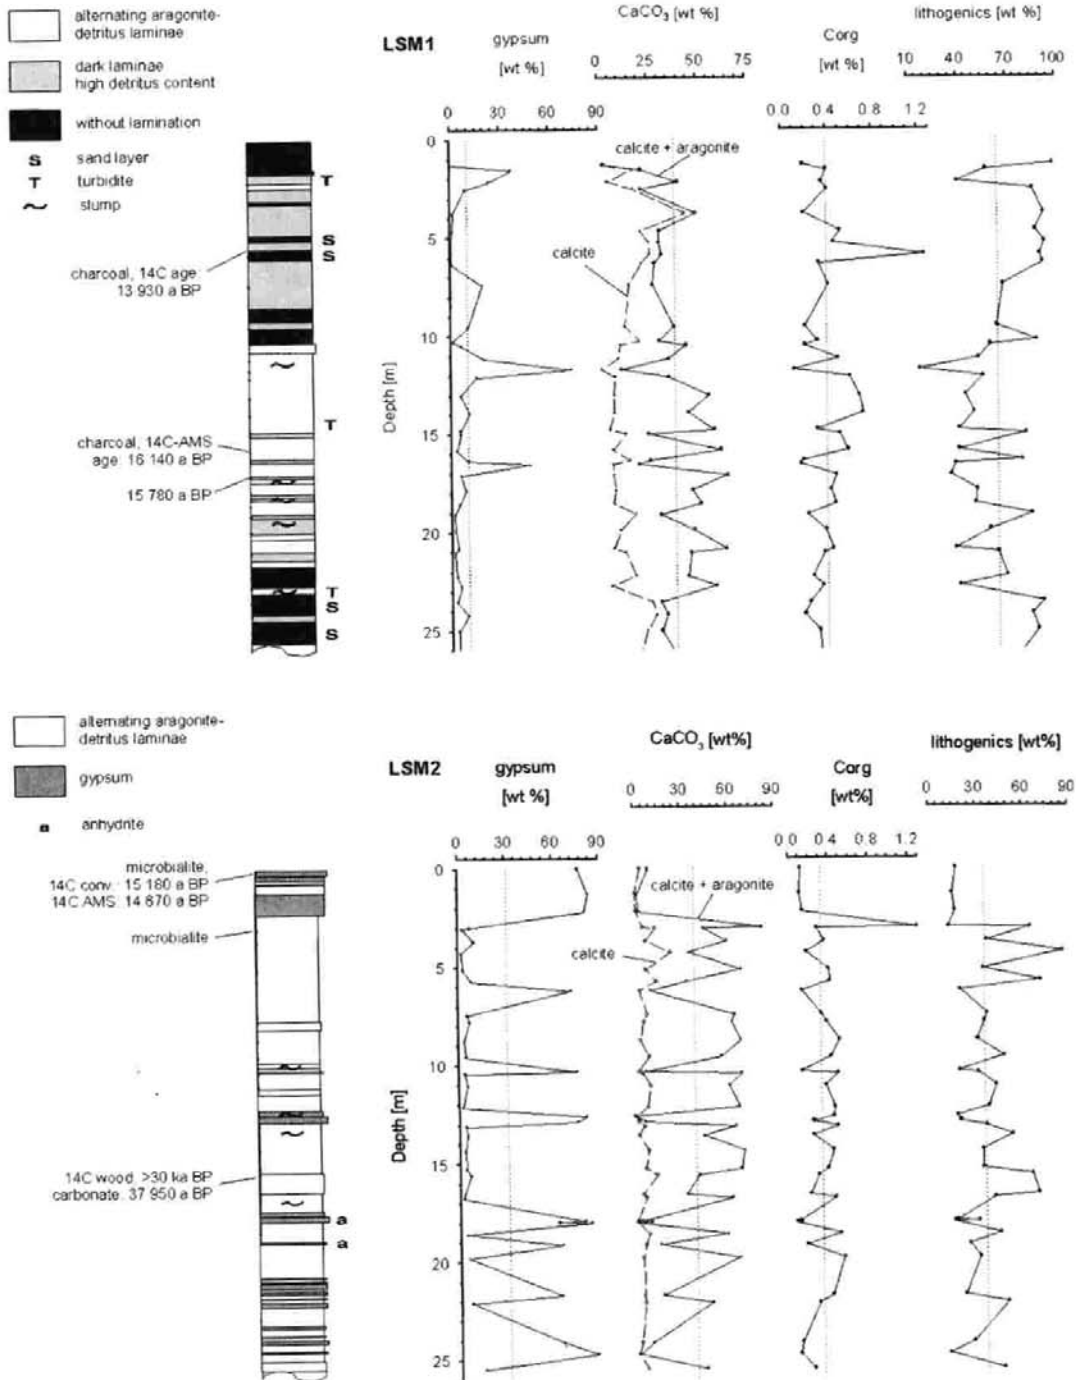 alternating aragonite-
detritus laminae
dark laminae
high detritus content
without lamination
S sand layer
T turbidite
~ slump
charcoal, 14C age:
13 930 a BP
charcoal, 14C-AMS
age: 16 140 a BP
15 780 a BP
T
S
S
T
T
S
S
LSM1
gypsum
[wt %]
CaCO3 [wt %]
Corg
[wt %]
lithogenics [wt %]
0 25 50 75
10 40 70 100
0 30 60 90
0.0 0.4 0.8 1.2
calcite + aragonite
calcite
Depth [m]
0
5
10
15
20
25
alternating aragonite-
detritus laminae
gypsum
a anhydrite
microbialite,
14C conv.: 15 180 a BP
14C AMS: 14 670 a BP
microbialite
14C wood: >30 ka BP
carbonate: 37 950 a BP
a
a
LSM2
gypsum
[wt %]
CaCO3 [wt%]
Corg
[wt%]
lithogenics [wt%]
0 30 60 90
0 30 60 90
0.0 0.4 0.8 1.2
0 30 60 90
calcite + aragonite
calcite
Depth [m]
0
5
10
15
20
25